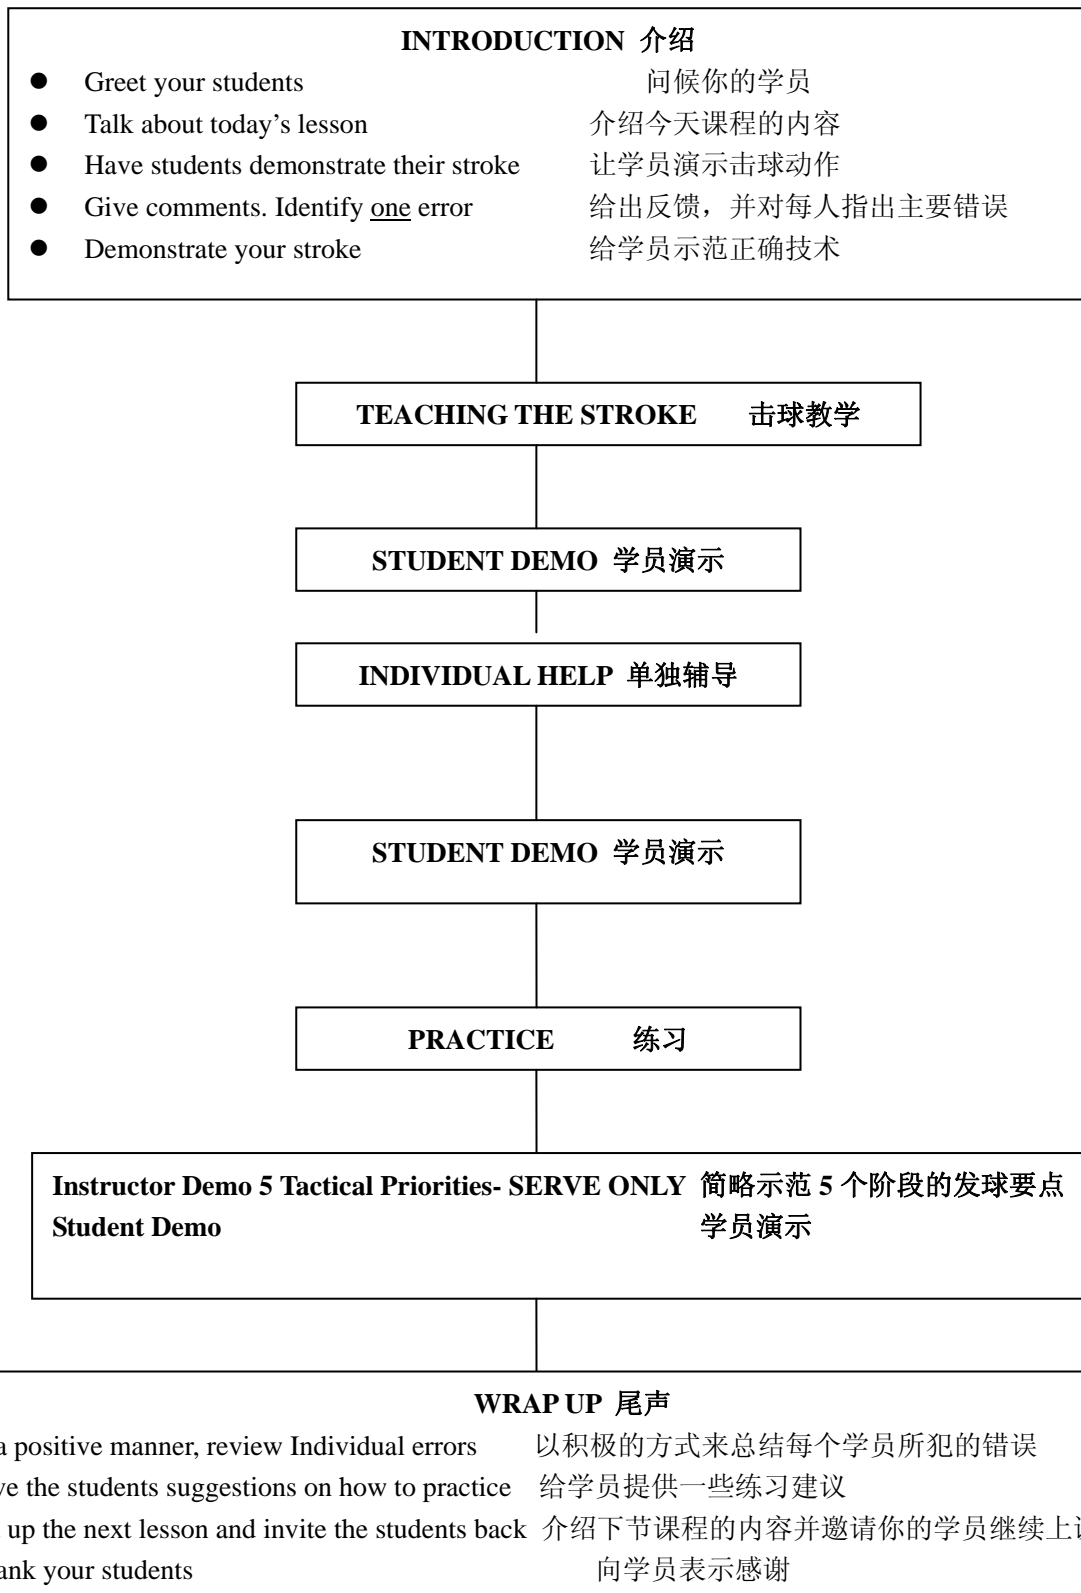 INTRODUCTION 介绍
● Greet your students 问候你的学员
● Talk about today's lesson 介绍今天课程的内容
● Have students demonstrate their stroke 让学员演示击球动作
● Give comments. Identify one error 给出反馈，并对每人指出主要错误
● Demonstrate your stroke 给学员示范正确技术
TEACHING THE STROKE 击球教学
STUDENT DEMO 学员演示
INDIVIDUAL HELP 单独辅导
STUDENT DEMO 学员演示
PRACTICE 练习
Instructor Demo 5 Tactical Priorities- SERVE ONLY 简略示范 5 个阶段的发球要点
Student Demo 学员演示
WRAP UP 尾声
a positive manner, review Individual errors 以积极的方式来总结每个学员所犯的错误
ve the students suggestions on how to practice 给学员提供一些练习建议
up the next lesson and invite the students back 介绍下节课程的内容并邀请你的学员继续上
ank your students 向学员表示感谢